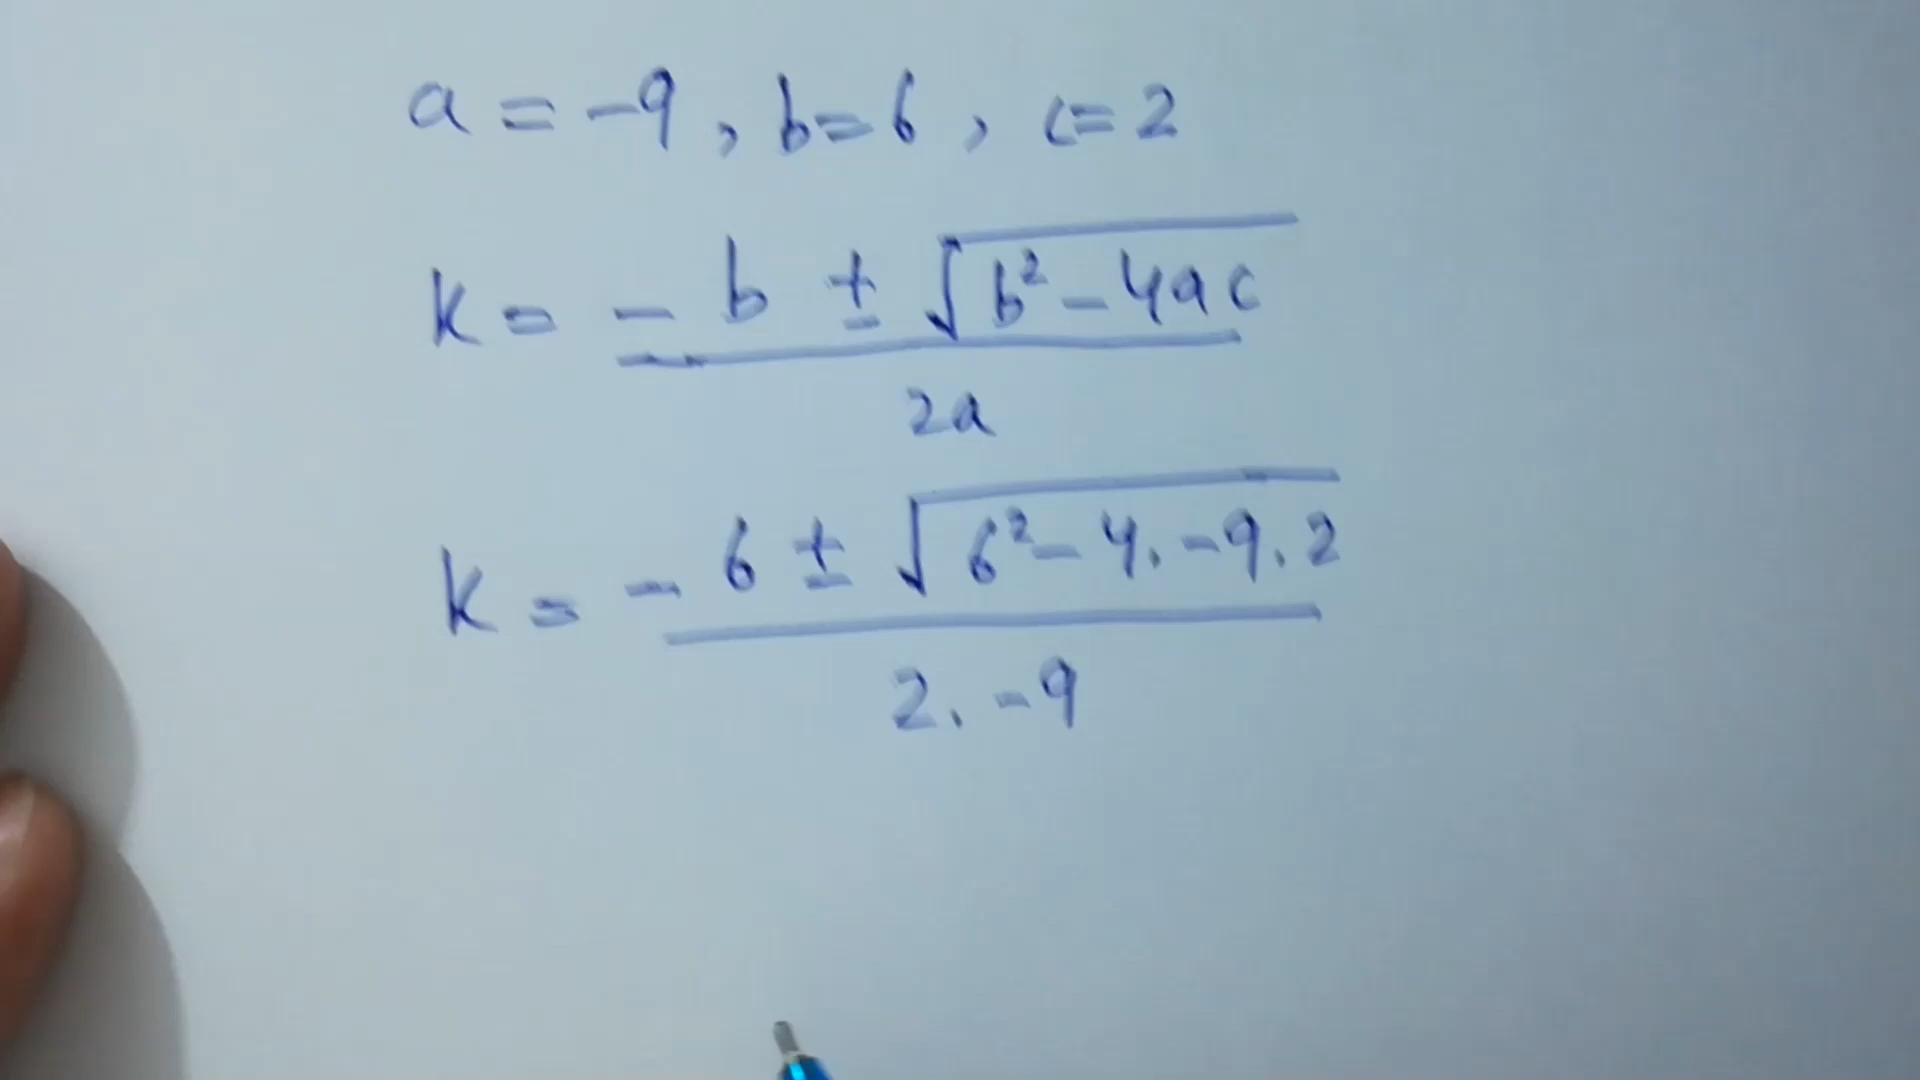 a = -9, b=6, c=2
k = - b ± √b² - 4ac
2a
k = - 6 ± √6² - 4. -9.2
2. -9